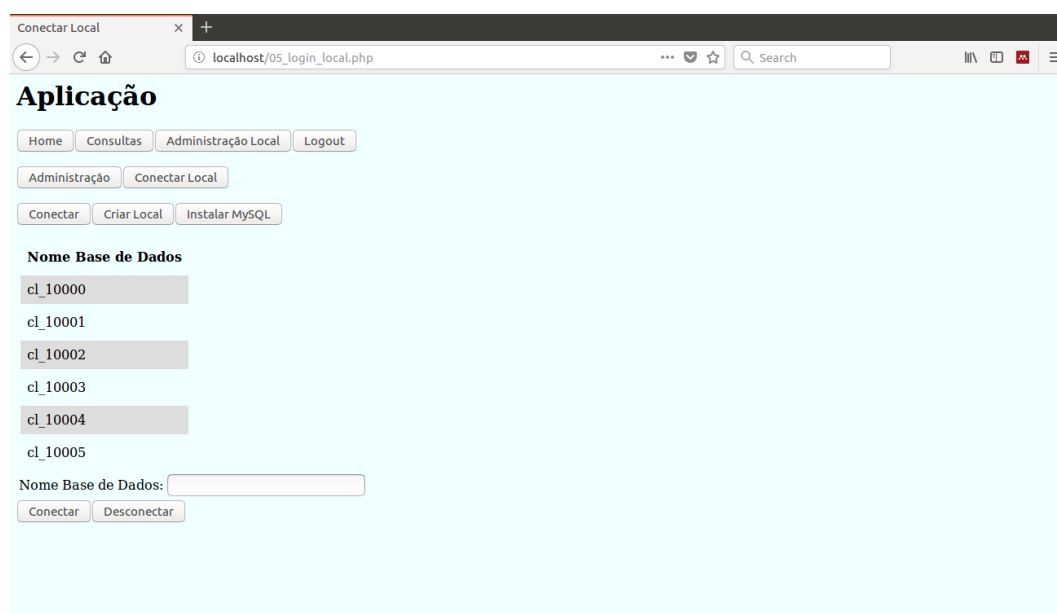 Conectar Local
localhost/05_login_local.php
Search
Aplicação
Home Consultas Administração Local Logout
Administração Conectar Local
Conectar Criar Local Instalar MySQL
Nome Base de Dados
cl_10000
cl_10001
cl_10002
cl_10003
cl_10004
cl_10005
Nome Base de Dados:
Conectar Desconectar